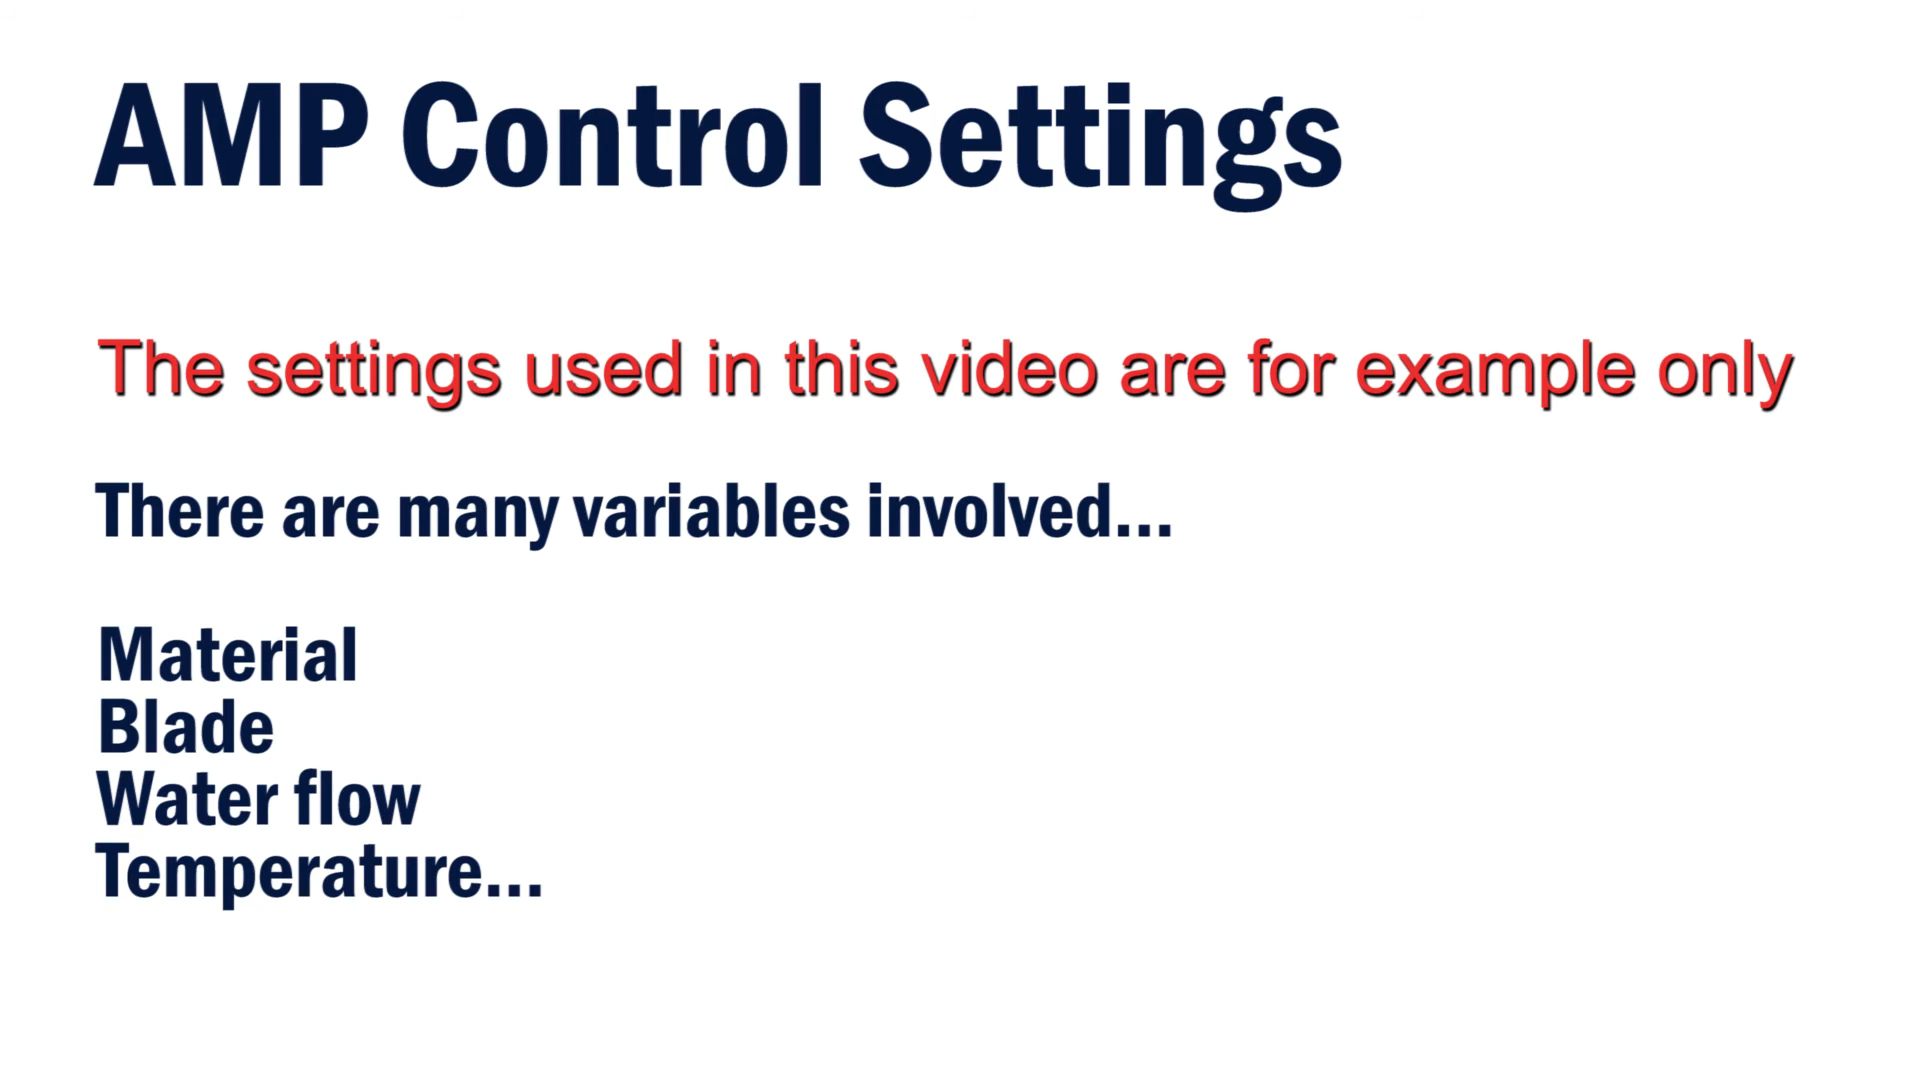 AMP Control Settings
The settings used in this video are for example only
There are many variables involved...
Material
Blade
Water flow
Temperature...